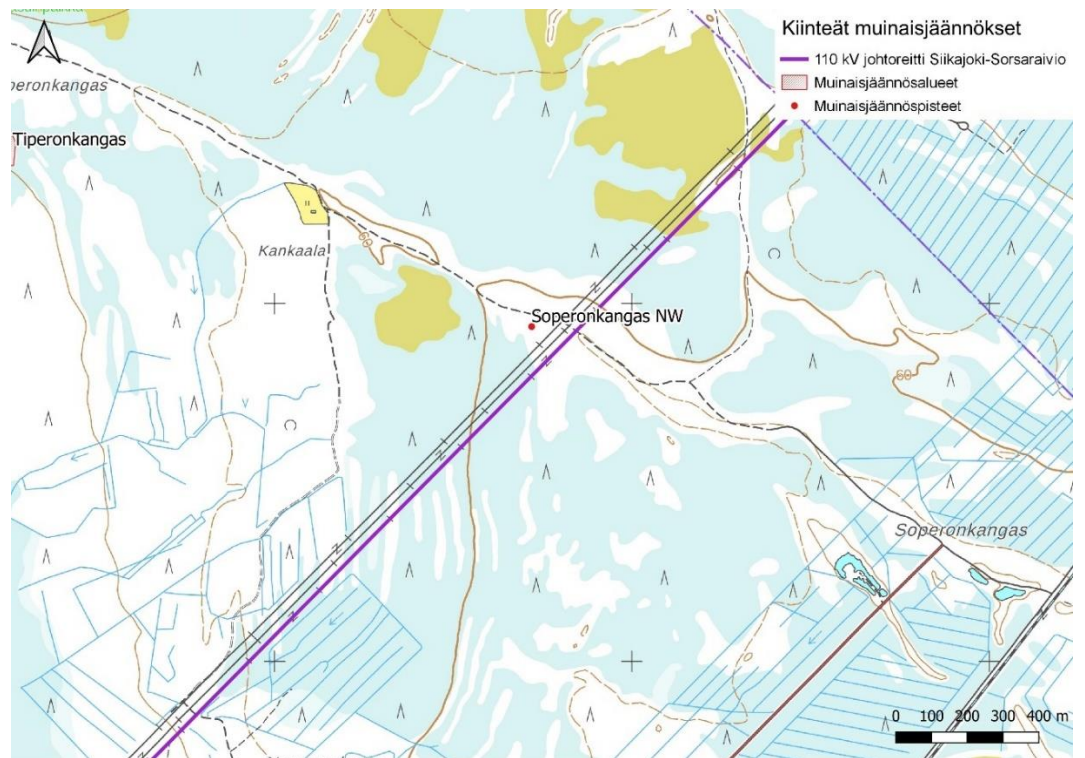 Kiinteät muinaisjäännökset
110 kV johtoreitti Siikajoki-Sorsaraivio
Muinaisjäännösalueet
Muinaisjäännöspisteet
peronkangas
Tiperonkangas
60
Kankaala
Soperonkangas NW
60
Soperonkangas
0 100 200 300 400 m